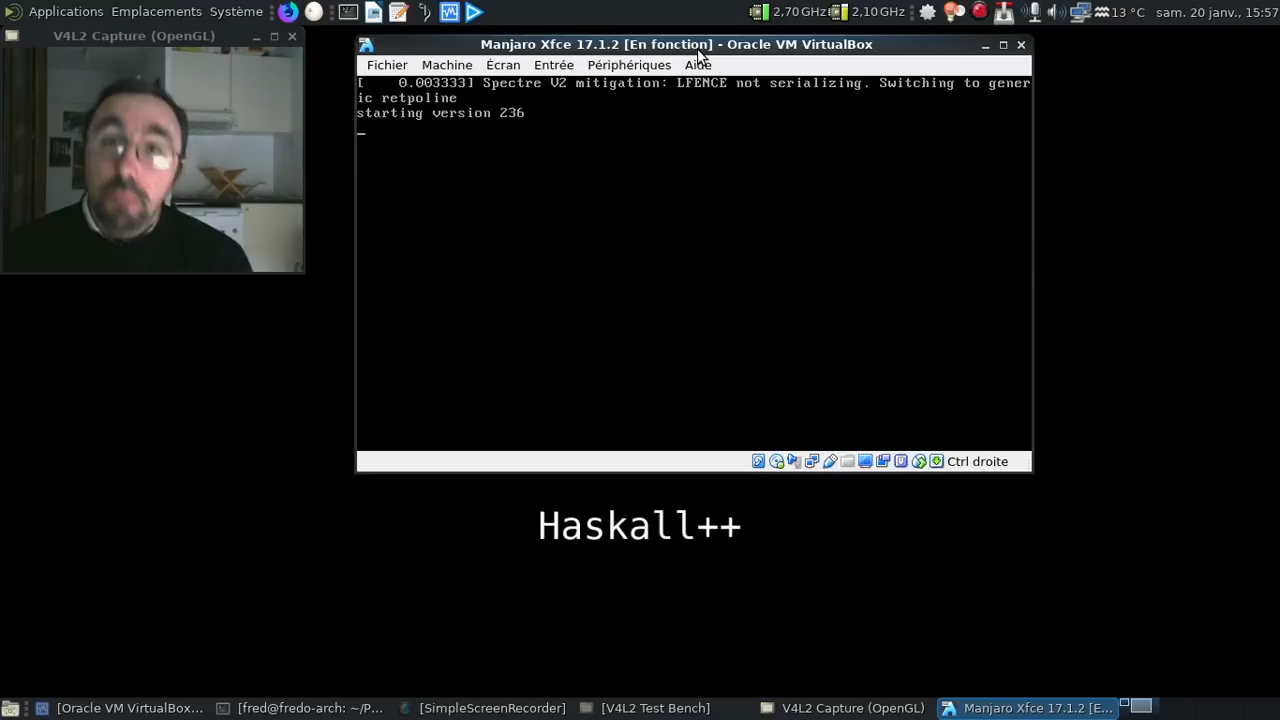 Applications Emplacements Système
2,70 GHz 2,10 GHz 13 °C sam. 20 janv., 15:57
V4L2 Capture (OpenGL)
Manjaro Xfce 17.1.2 [En fonction] - Oracle VM VirtualBox
Fichier Machine Écran Entrée Périphériques Aide
[    0.003333] Spectre V2 mitigation: LFENCE not serializing. Switching to gener
ic retpoline
starting version 236
_
Ctrl droite
Haskall++
[Oracle VM VirtualBox... [fred@fredo-arch: ~/P... [SimpleScreenRecorder] [V4L2 Test Bench] V4L2 Capture (OpenGL) Manjaro Xfce 17.1.2 [E...